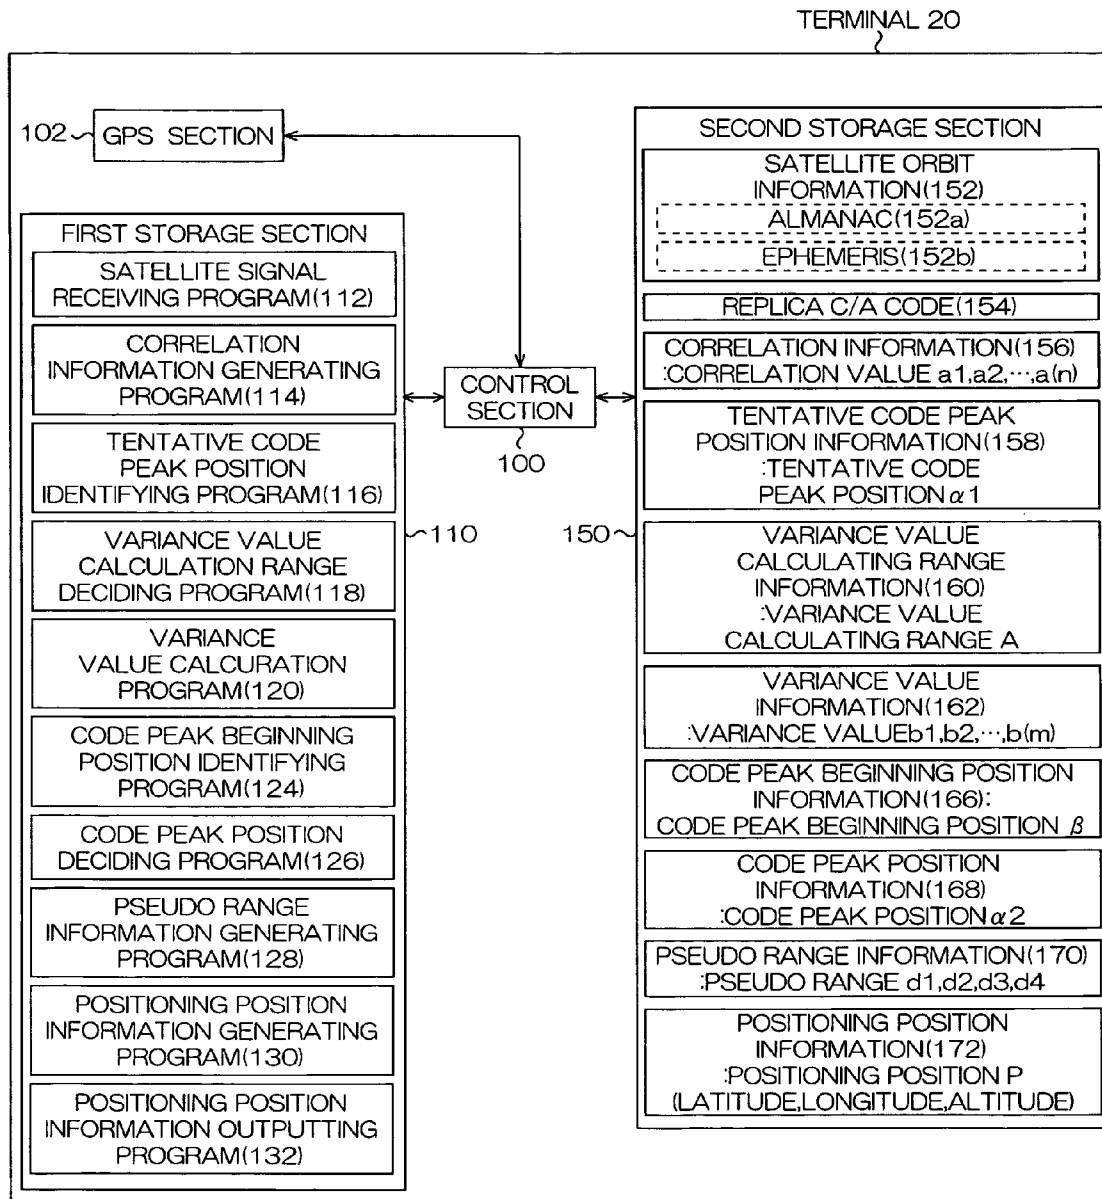 TERMINAL 20
102
GPS SECTION
FIRST STORAGE SECTION
SATELLITE SIGNAL
RECEIVING PROGRAM(112)
CORRELATION
INFORMATION GENERATING
PROGRAM(114)
TENTATIVE CODE
PEAK POSITION
IDENTIFYING PROGRAM(116)
VARIANCE VALUE
CALCULATION RANGE
DECIDING PROGRAM(118)
VARIANCE
VALUE CALCURATION
PROGRAM(120)
CODE PEAK BEGINNING
POSITION IDENTIFYING
PROGRAM(124)
CODE PEAK POSITION
DECIDING PROGRAM(126)
PSEUDO RANGE
INFORMATION GENERATING
PROGRAM(128)
POSITIONING POSITION
INFORMATION GENERATING
PROGRAM(130)
POSITIONING POSITION
INFORMATION OUTPUTTING
PROGRAM(132)
110
CONTROL
SECTION
100
150
SECOND STORAGE SECTION
SATELLITE ORBIT
INFORMATION(152)
ALMANAC(152a)
EPHEMERIS(152b)
REPLICA C/A CODE(154)
CORRELATION INFORMATION(156)
:CORRELATION VALUE a1,a2,···,a(n)
TENTATIVE CODE PEAK
POSITION INFORMATION(158)
:TENTATIVE CODE
PEAK POSITION α1
VARIANCE VALUE
CALCULATING RANGE
INFORMATION(160)
:VARIANCE VALUE
CALCULATING RANGE A
VARIANCE VALUE
INFORMATION(162)
:VARIANCE VALUEb1,b2,···,b(m)
CODE PEAK BEGINNING POSITION
INFORMATION(166):
CODE PEAK BEGINNING POSITION β
CODE PEAK POSITION
INFORMATION(168)
:CODE PEAK POSITION α2
PSEUDO RANGE INFORMATION(170)
:PSEUDO RANGE d1,d2,d3,d4
POSITIONING POSITION
INFORMATION(172)
:POSITIONING POSITION P
(LATITUDE,LONGITUDE,ALTITUDE)